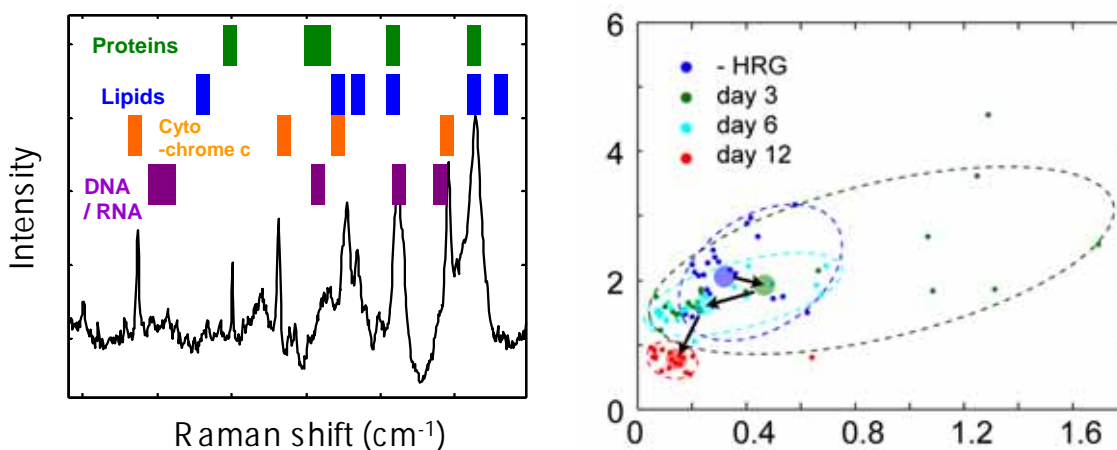 Proteins
Lipids
Cyto
-chrome c
DNA
/ RNA
Intensity
Raman shift (cm-1)
6
4
2
0
- HRG
day 3
day 6
day 12
0 0.4 0.8 1.2 1.6